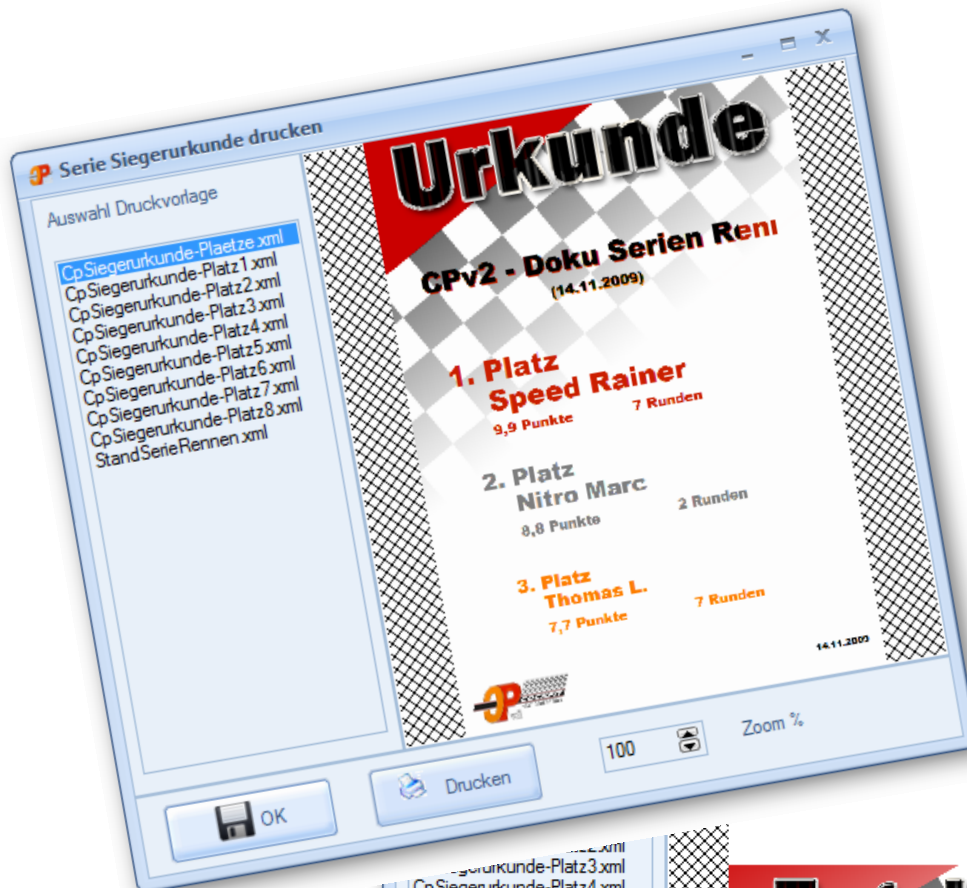 Serie Siegerurkunde drucken
Auswahl Druckvorlage
CpSiegerurkunde-Plaetze.xml
CpSiegerurkunde-Platz1.xml
CpSiegerurkunde-Platz2.xml
CpSiegerurkunde-Platz3.xml
CpSiegerurkunde-Platz4.xml
CpSiegerurkunde-Platz5.xml
CpSiegerurkunde-Platz6.xml
CpSiegerurkunde-Platz7.xml
CpSiegerurkunde-Platz8.xml
StandSerieRennen.xml
Urkunde
CPv2 - Doku Serien Renn
(14.11.2009)
1. Platz
Speed Rainer
9,9 Punkte 7 Runden
2. Platz
Nitro Marc
8,8 Punkte 2 Runden
3. Platz
Thomas L.
7,7 Punkte 7 Runden
14.11.2009
OK
Drucken
100
Zoom %
urkunde-Platz3.xml
CpSiegerurkunde-Platz4.xml